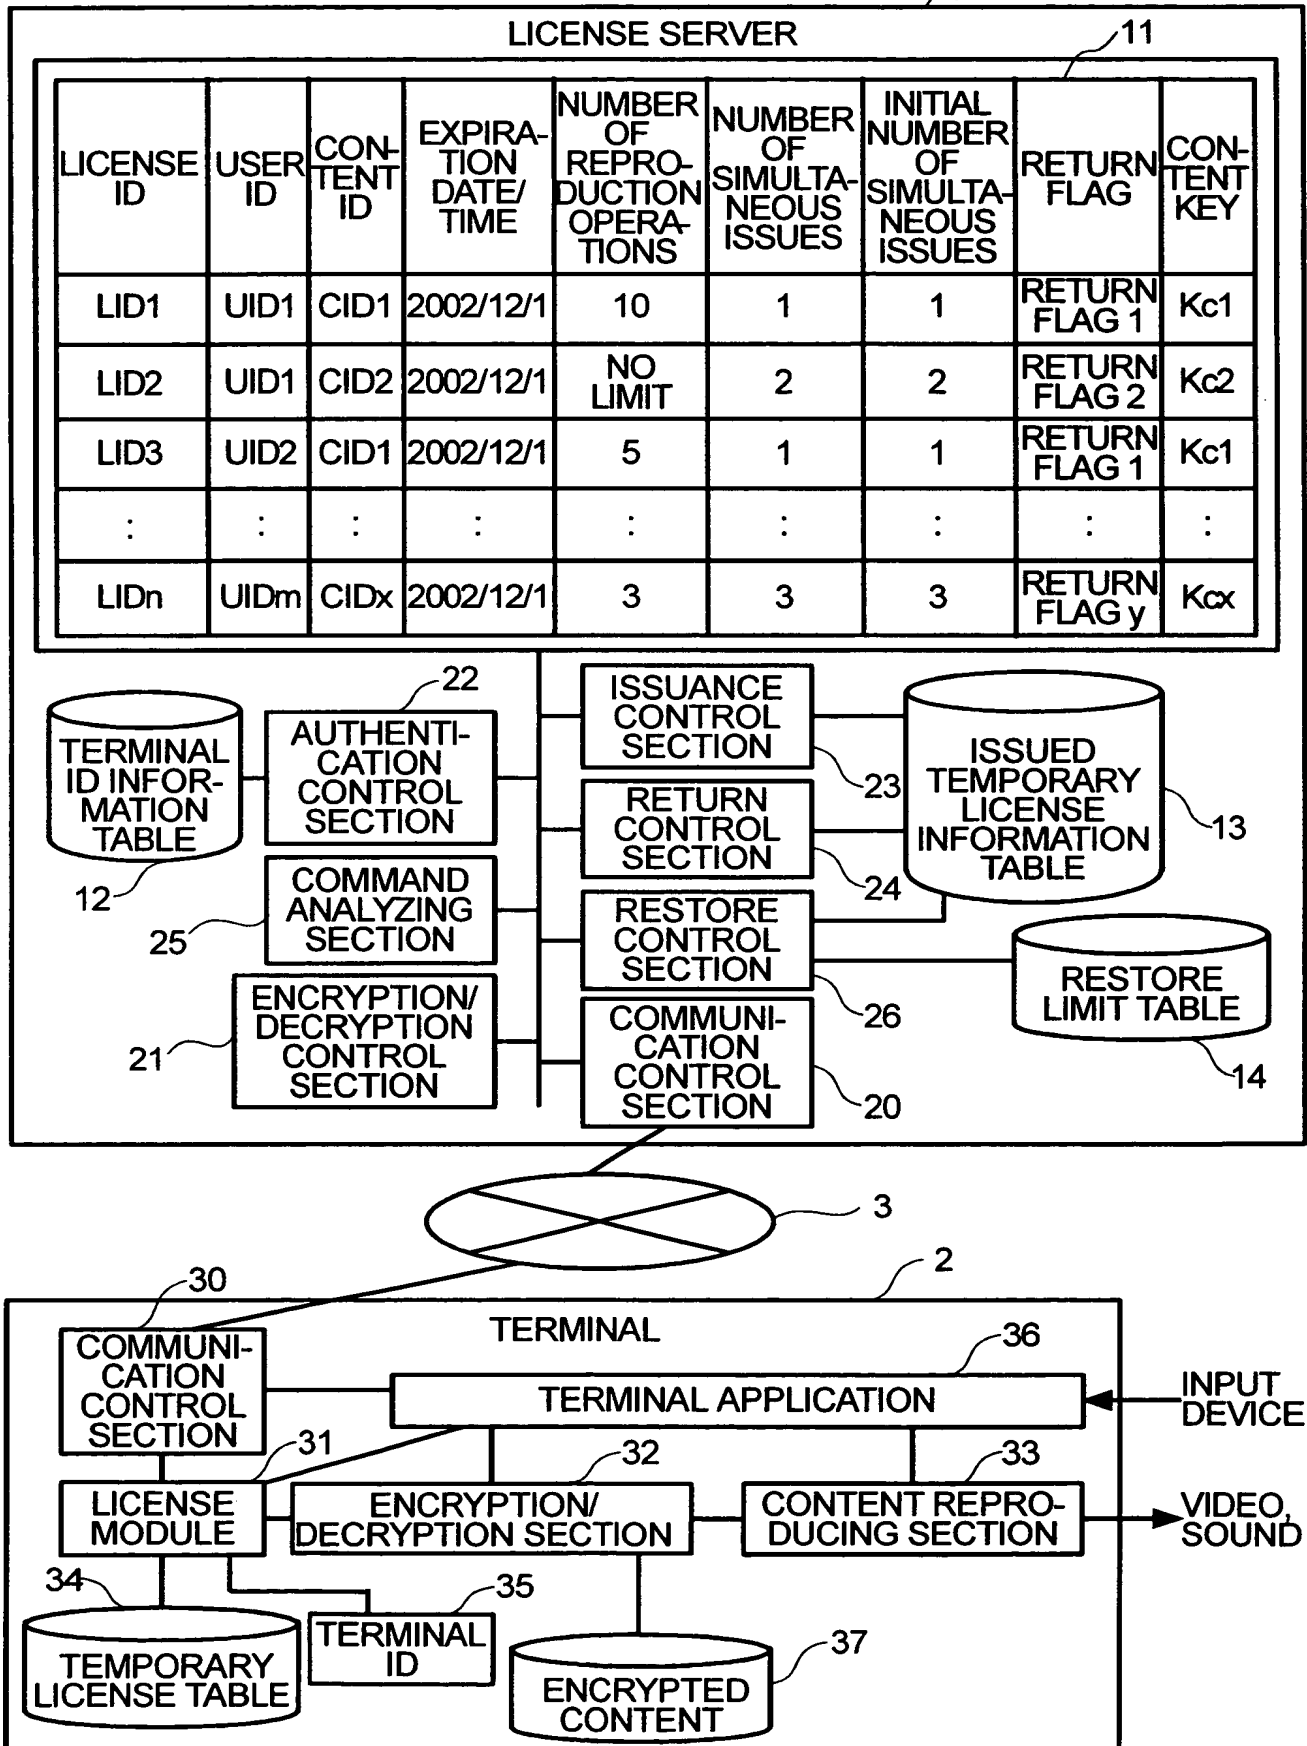 LICENSE SERVER
11
LICENSE
ID
USER
ID
CON-
TENT
ID
EXPIRA-
TION
DATE/
TIME
NUMBER
OF
REPRO-
DUCTION
OPERA-
TIONS
NUMBER
OF
SIMULTA-
NEOUS
ISSUES
INITIAL
NUMBER
OF
SIMULTA-
NEOUS
ISSUES
RETURN
FLAG
CON-
TENT
KEY
LID1 UID1 CID1 2002/12/1 10 1 1 RETURN FLAG 1 Kc1
LID2 UID1 CID2 2002/12/1 NO LIMIT 2 2 RETURN FLAG 2 Kc2
LID3 UID2 CID1 2002/12/1 5 1 1 RETURN FLAG 1 Kc1
: : : : : : : : :
LIDn UIDm CIDx 2002/12/1 3 3 3 RETURN FLAG y Kcx
TERMINAL
ID INFOR-
MATION
TABLE
12
22
AUTHENTI-
CATION
CONTROL
SECTION
COMMAND
ANALYZING
SECTION
25
ENCRYPTION/
DECRYPTION
CONTROL
SECTION
21
ISSUANCE
CONTROL
SECTION
23
RETURN
CONTROL
SECTION
24
RESTORE
CONTROL
SECTION
26
COMMUNI-
CATION
CONTROL
SECTION
20
ISSUED
TEMPORARY
LICENSE
INFORMATION
TABLE
13
RESTORE
LIMIT TABLE
14
3
2
TERMINAL
30
COMMUNI-
CATION
CONTROL
SECTION
36
TERMINAL APPLICATION
INPUT
DEVICE
31
LICENSE
MODULE
32
ENCRYPTION/
DECRYPTION SECTION
33
CONTENT REPRO-
DUCING SECTION
VIDEO,
SOUND
34
TEMPORARY
LICENSE TABLE
35
TERMINAL
ID
37
ENCRYPTED
CONTENT